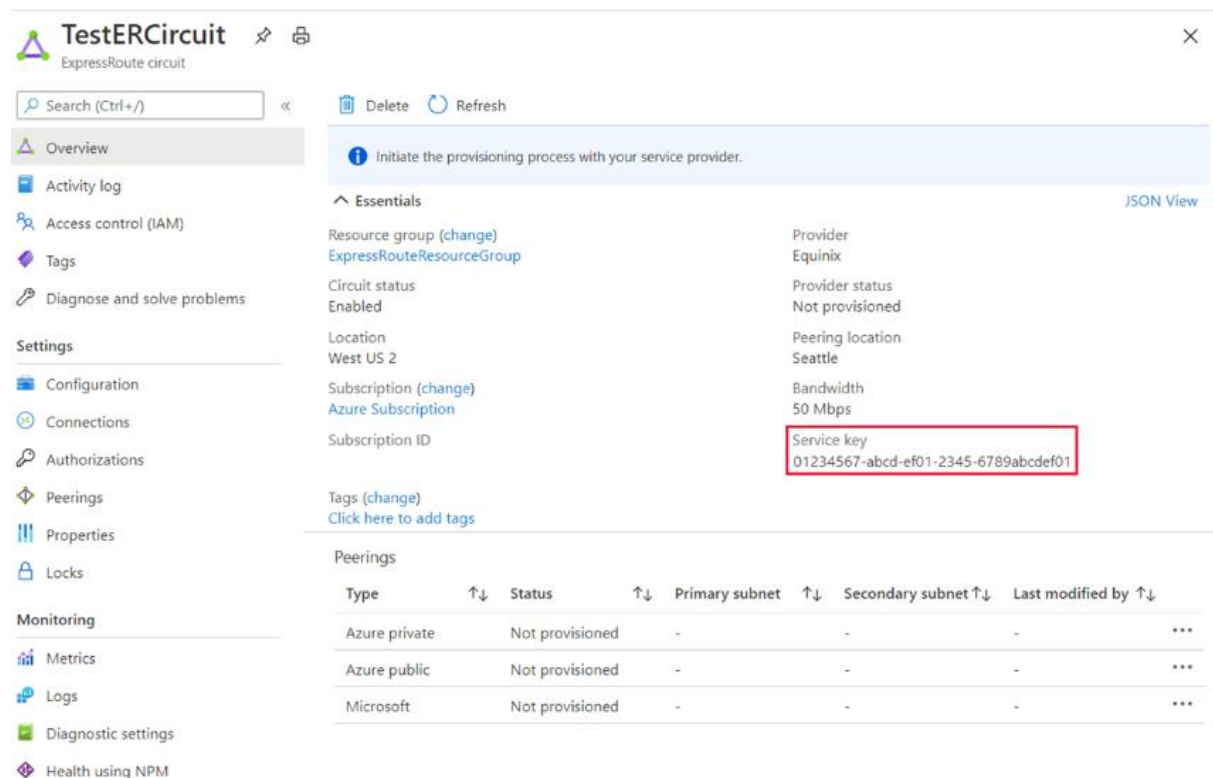 TestERCircuit
ExpressRoute circuit
Search (Ctrl+/)
«
Overview
Activity log
Access control (IAM)
Tags
Diagnose and solve problems
Settings
Configuration
Connections
Authorizations
Peerings
Properties
Locks
Monitoring
Metrics
Logs
Diagnostic settings
Health using NPM
Delete Refresh
Initiate the provisioning process with your service provider.
Essentials JSON View
Resource group (change)
ExpressRouteResourceGroup
Circuit status
Enabled
Location
West US 2
Subscription (change)
Azure Subscription
Subscription ID
Tags (change)
Click here to add tags
Provider
Equinix
Provider status
Not provisioned
Peering location
Seattle
Bandwidth
50 Mbps
Service key
01234567-abcd-ef01-2345-6789abcdef01
Peerings
Type ↑↓ Status ↑↓ Primary subnet ↑↓ Secondary subnet ↑↓ Last modified by ↑↓
Azure private Not provisioned - - - •••
Azure public Not provisioned - - - •••
Microsoft Not provisioned - - - •••